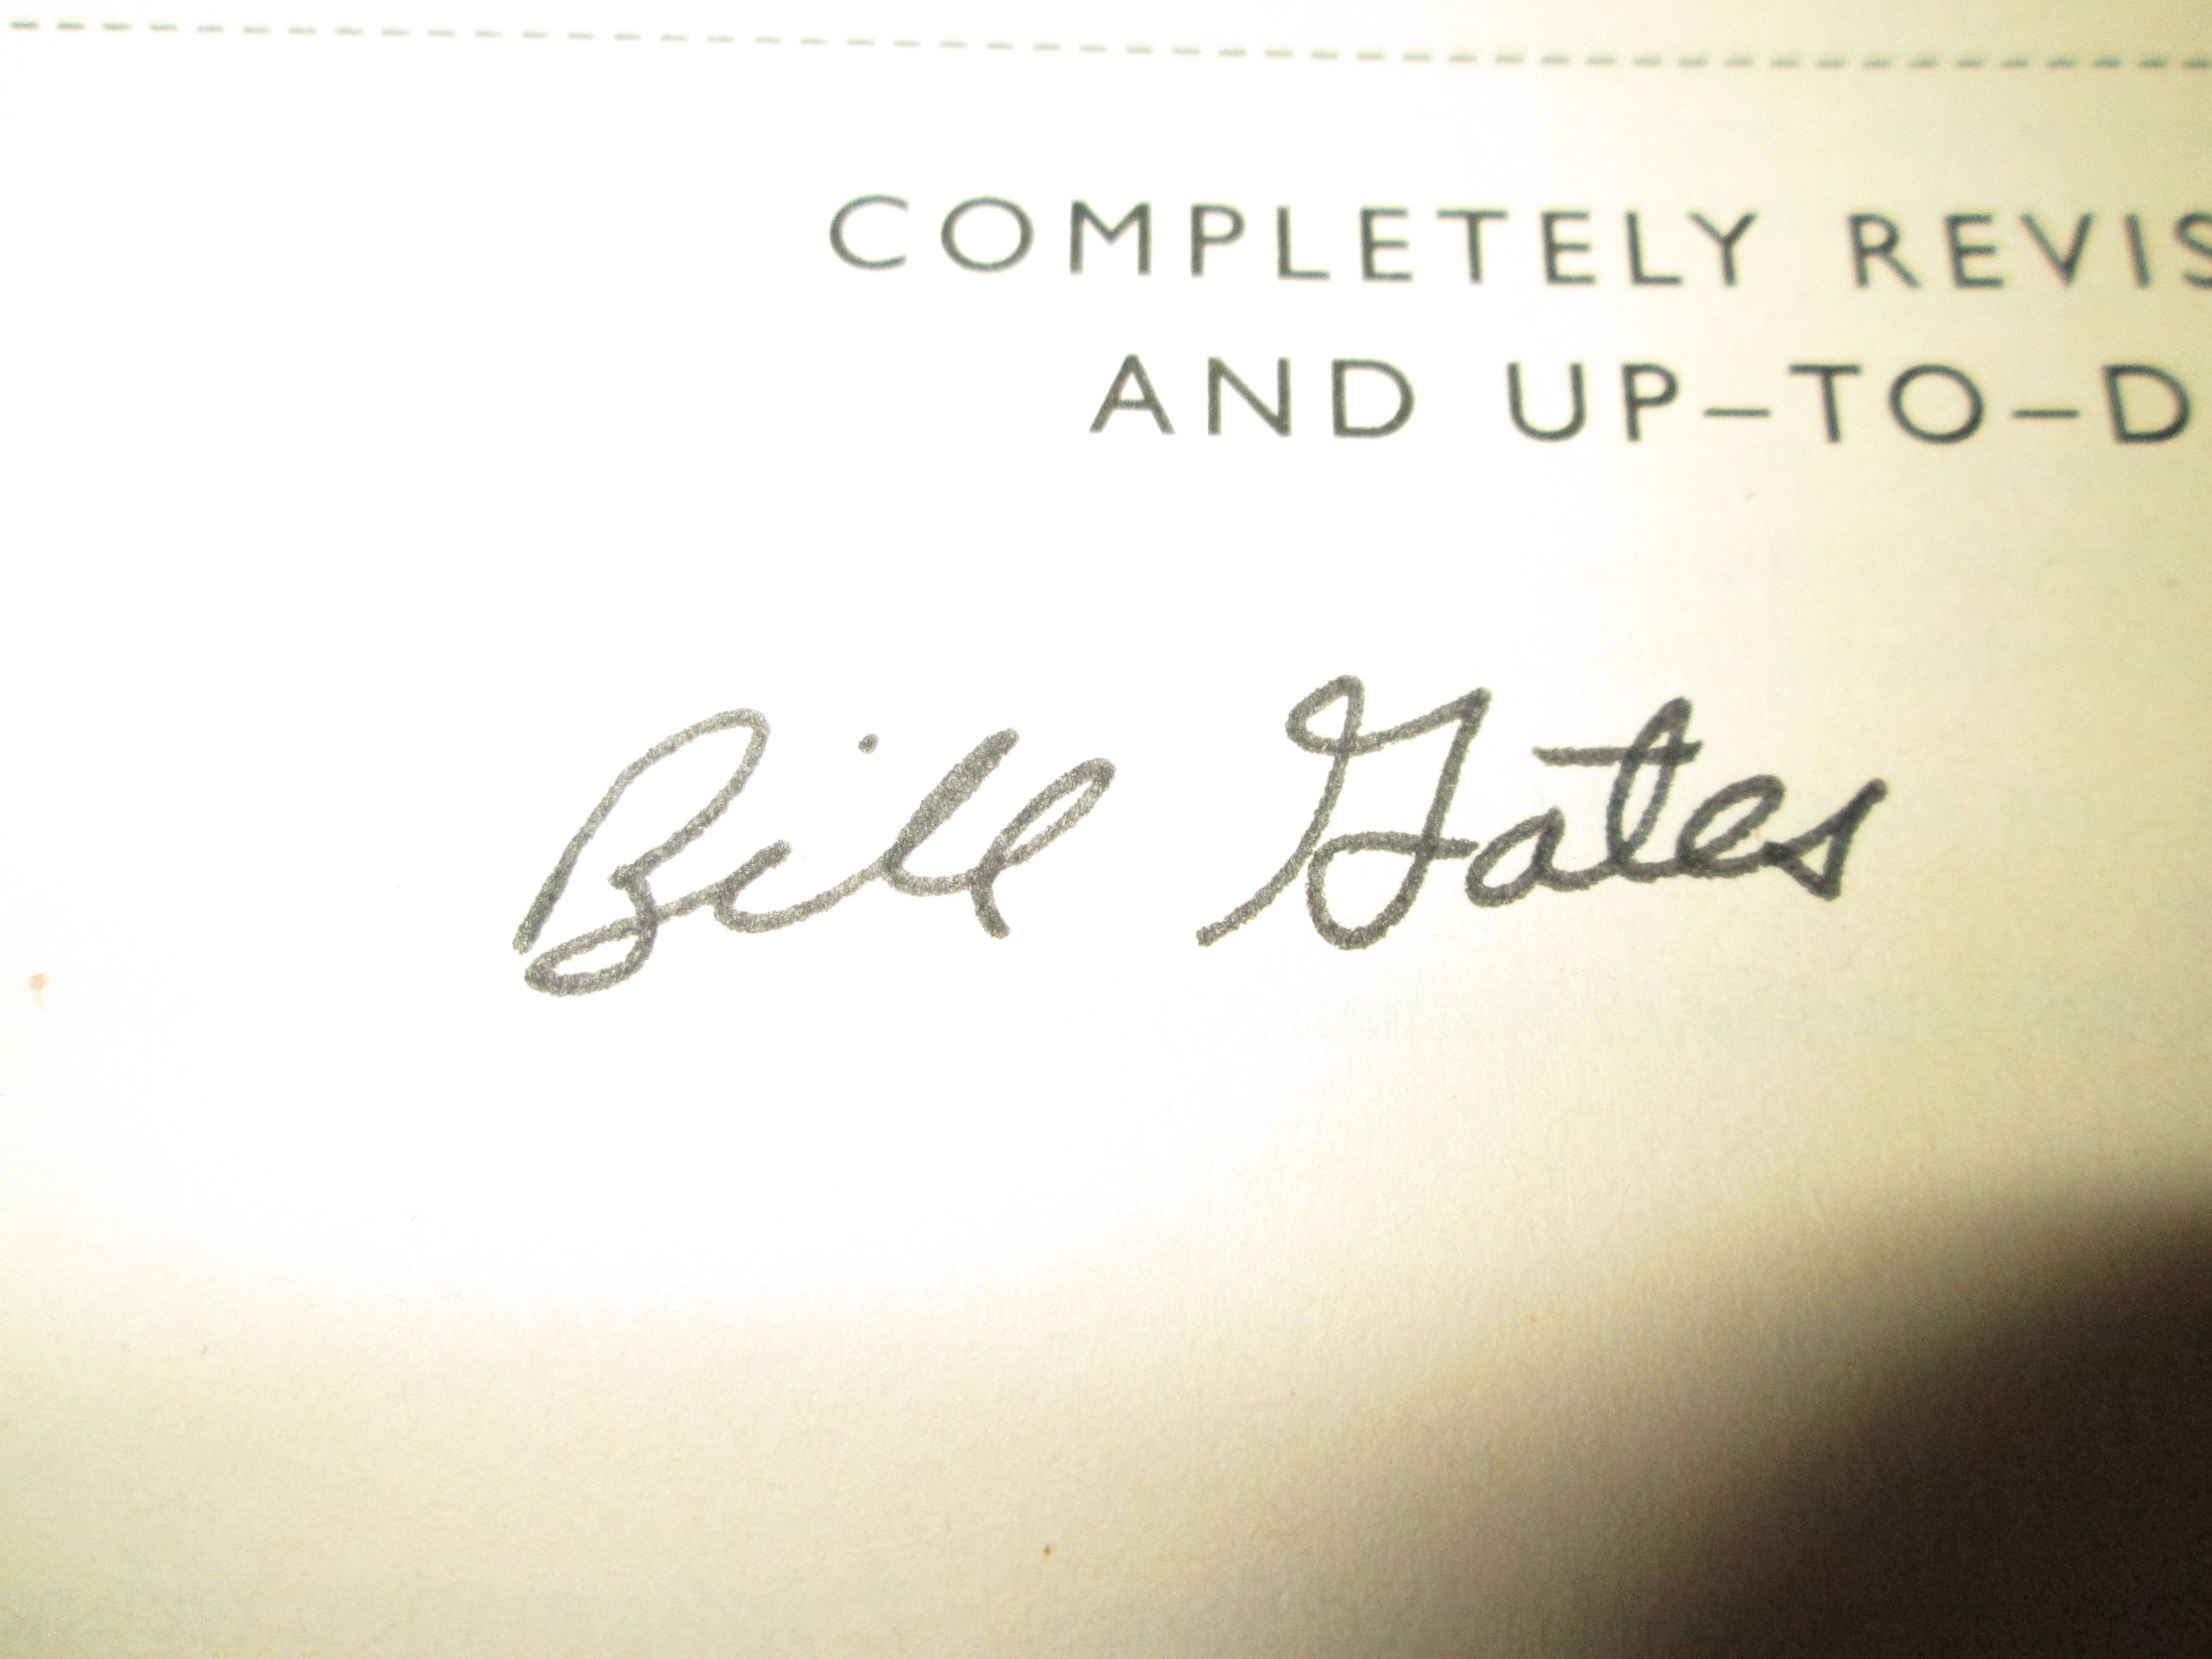 COMPLETELY REVIS
AND UP–TO–D
Bill Gates